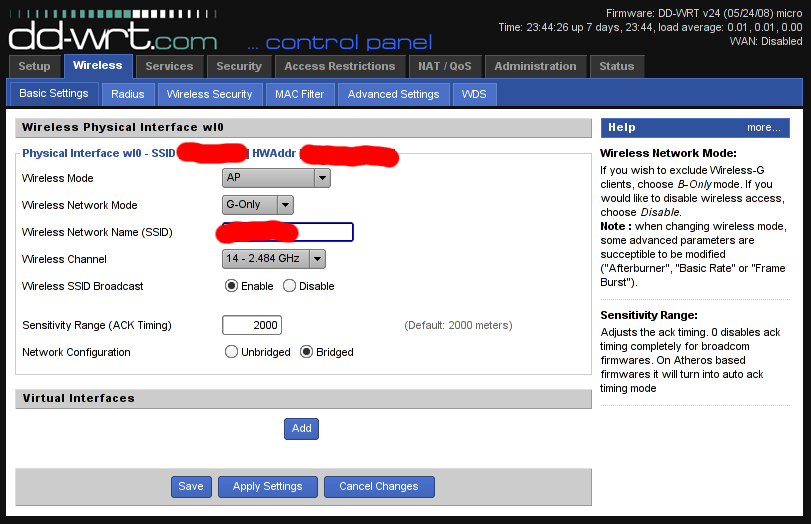 Firmware: DD-WRT v24 (05/24/08) micro
Time: 23:44:26 up 7 days, 23:44, load average: 0.01, 0.01, 0.00
WAN: Disabled
dd-wrt.com ... control panel
Setup Wireless Services Security Access Restrictions NAT / QoS Administration Status
Basic Settings Radius Wireless Security MAC Filter Advanced Settings WDS
Wireless Physical Interface wl0
Physical Interface wl0 - SSID HWAddr
Wireless Mode AP
Wireless Network Mode G-Only
Wireless Network Name (SSID)
Wireless Channel 14 - 2.484 GHz
Wireless SSID Broadcast Enable Disable
Sensitivity Range (ACK Timing) 2000 (Default: 2000 meters)
Network Configuration Unbridged Bridged
Virtual Interfaces
Add
Save Apply Settings Cancel Changes
Help more...
Wireless Network Mode:
If you wish to exclude Wireless-G
clients, choose B-Only mode. If you
would like to disable wireless access,
choose Disable.
Note : when changing wireless mode,
some advanced parameters are
succeptible to be modified
("Afterburner", "Basic Rate" or "Frame
Burst").
Sensitivity Range:
Adjusts the ack timing. 0 disables ack
timing completely for broadcom
firmwares. On Atheros based
firmwares it will turn into auto ack
timing mode